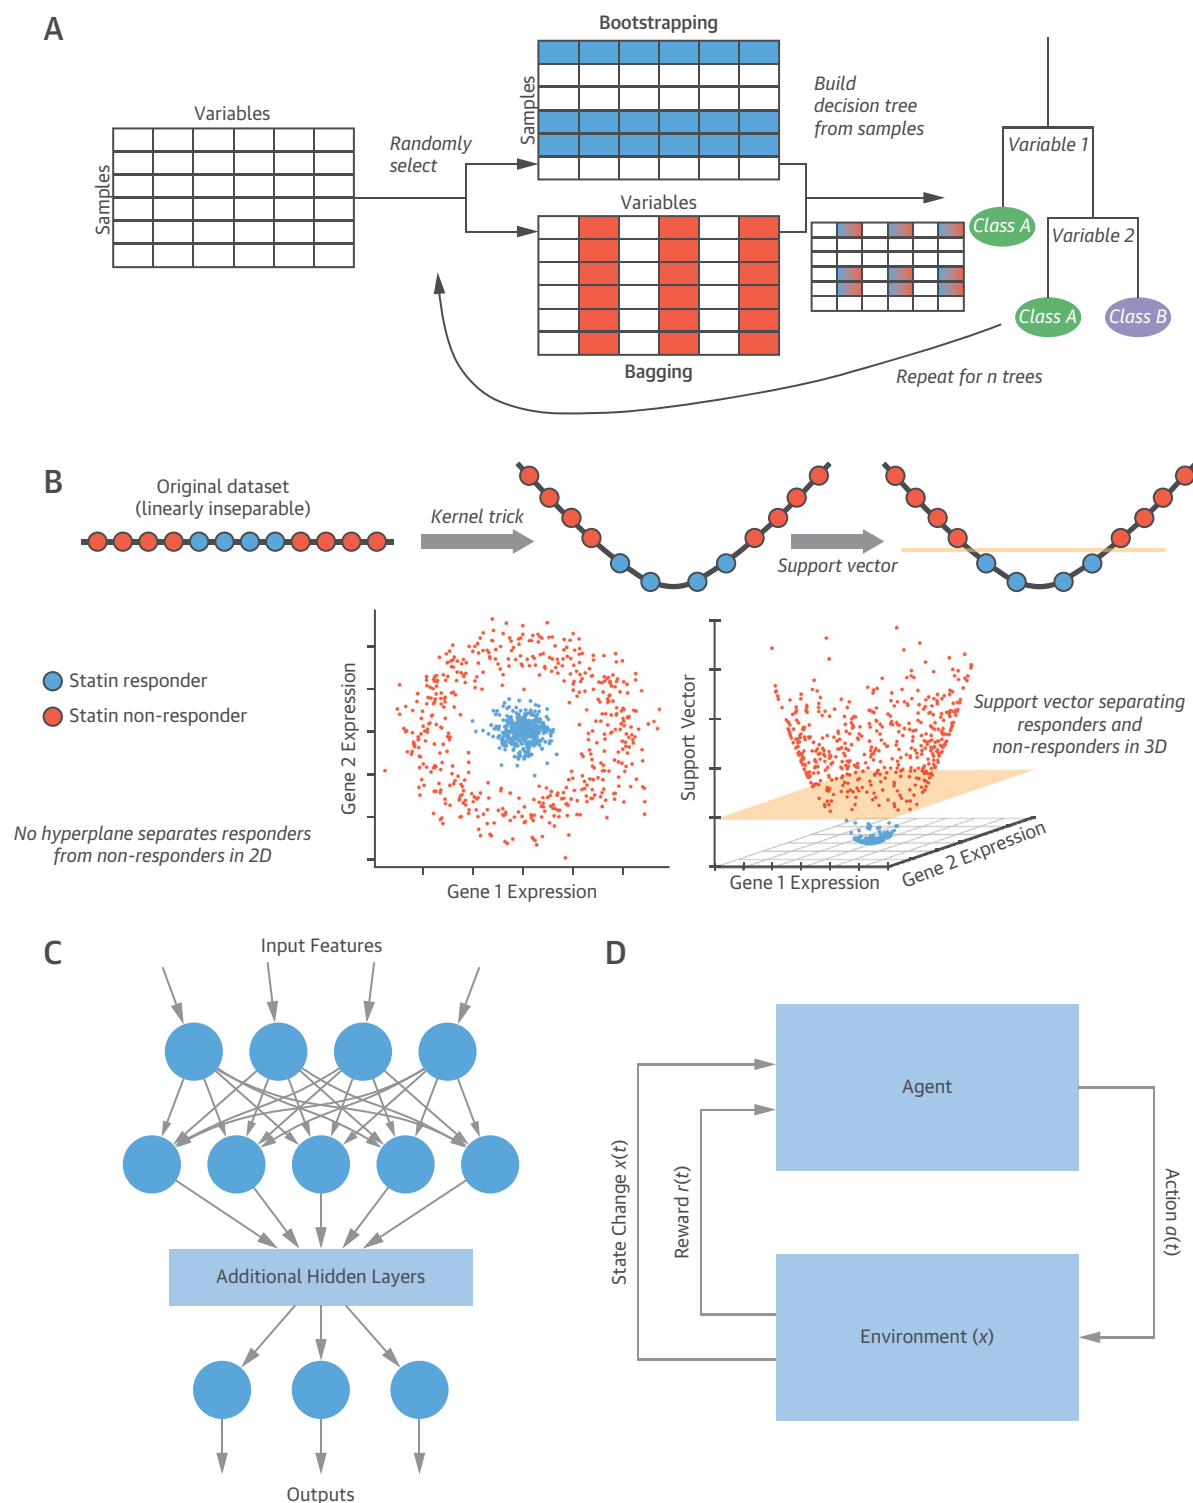 A
Bootstrapping
Variables
Samples
Randomly
select
Samples
Variables
Bagging
Build
decision tree
from samples
Variable 1
Class A
Variable 2
Class A
Class B
Repeat for n trees
B
Original dataset
(linearly inseparable)
Kernel trick
Support vector
Statin responder
Statin non-responder
No hyperplane separates responders
from non-responders in 2D
Gene 2 Expression
Gene 1 Expression
Support Vector
Gene 1 Expression
Gene 2 Expression
Support vector separating
responders and
non-responders in 3D
C
Input Features
Additional Hidden Layers
Outputs
D
Agent
State Change x(t)
Reward r(t)
Action a(t)
Environment (x)